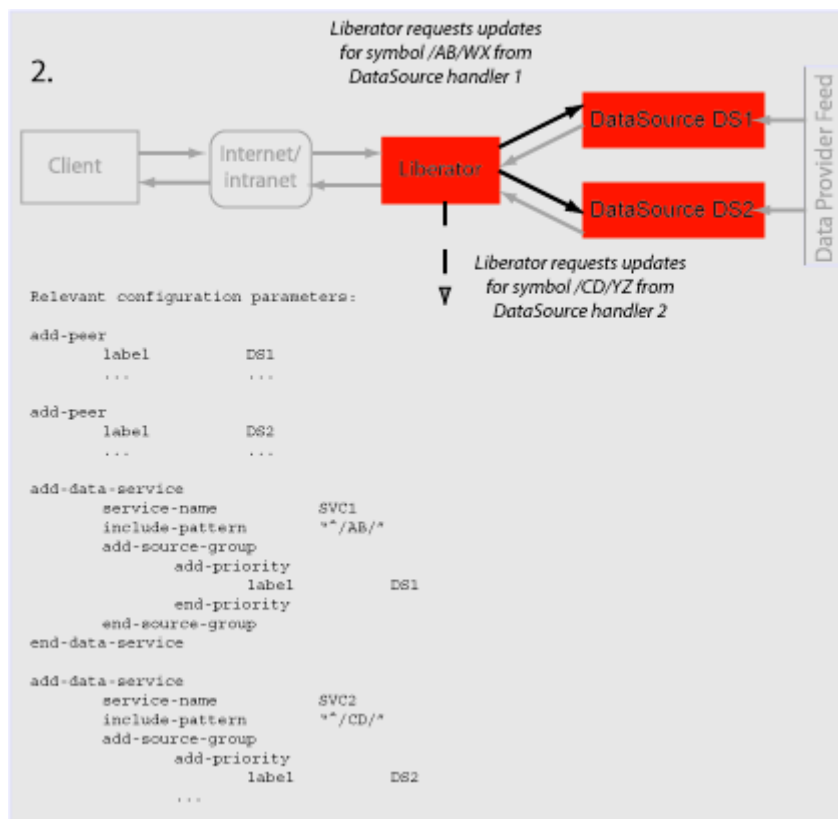 Liberator requests updates
for symbol /AB/WX from
DataSource handler 1
2.
Client
Internet/
intranet
Liberator
DataSource DS1
DataSource DS2
Data Provider Feed
Liberator requests updates
for symbol /CD/YZ from
DataSource handler 2
Relevant configuration parameters:
add-peer
label DS1
... ...
add-peer
label DS2
... ...
add-data-service
service-name SVC1
include-pattern "^/AB/"
add-source-group
add-priority
label DS1
end-priority
end-source-group
end-data-service
add-data-service
service-name SVC2
include-pattern "^/CD/"
add-source-group
add-priority
label DS2
...